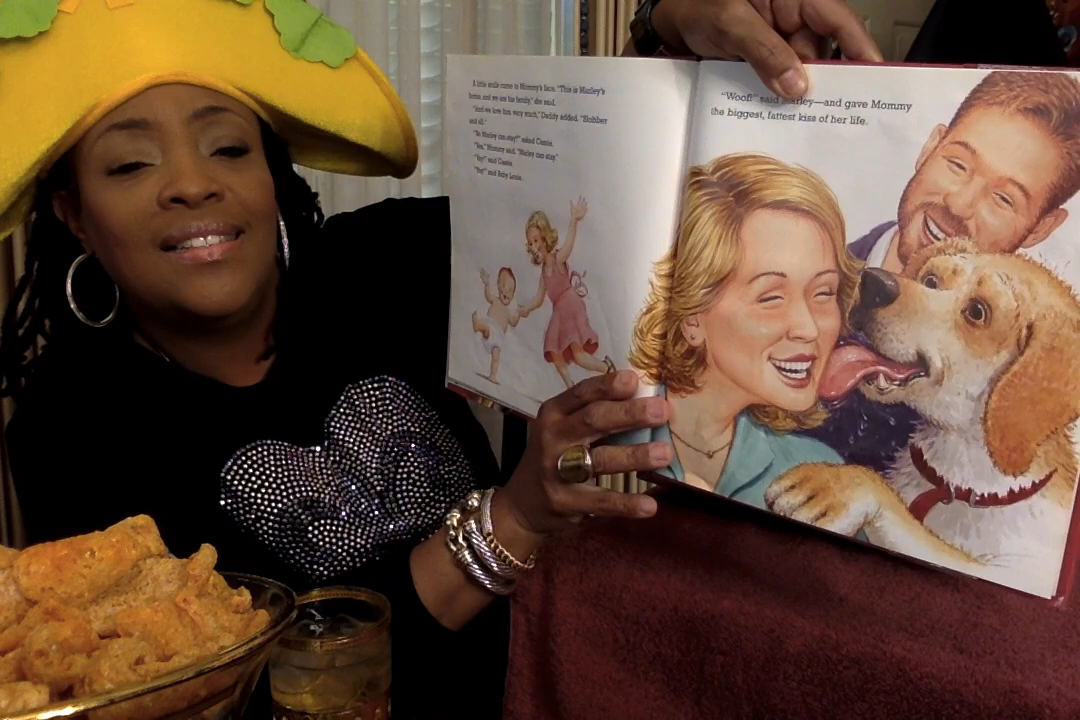 A little smile came to Mommy's face. "This is Marley's
home, and we are his family," she said.
"And we love him very much," Daddy added. "Slobber
and all."
"So Marley can stay?" asked Cassie.
"Yes," Mommy said. "Marley can stay."
"Yay!" said Cassie.
"Yay!" said Baby Louie.
"Woof!" said Marley—and gave Mommy
the biggest, fattest kiss of her life.